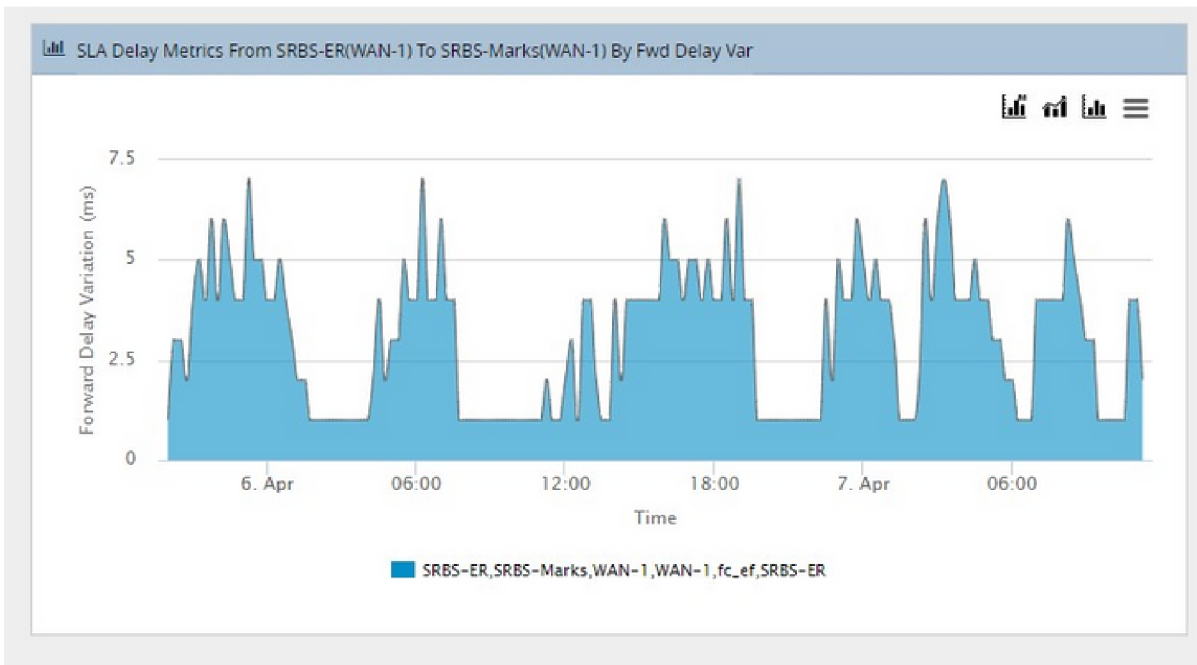 SLA Delay Metrics From SRBS-ER(WAN-1) To SRBS-Marks(WAN-1) By Fwd Delay Var
7.5
5
2.5
0
Forward Delay Variation (ms)
6. Apr 06:00 12:00 18:00 7. Apr 06:00
Time
SRBS-ER,SRBS-Marks,WAN-1,WAN-1,fc_ef,SRBS-ER